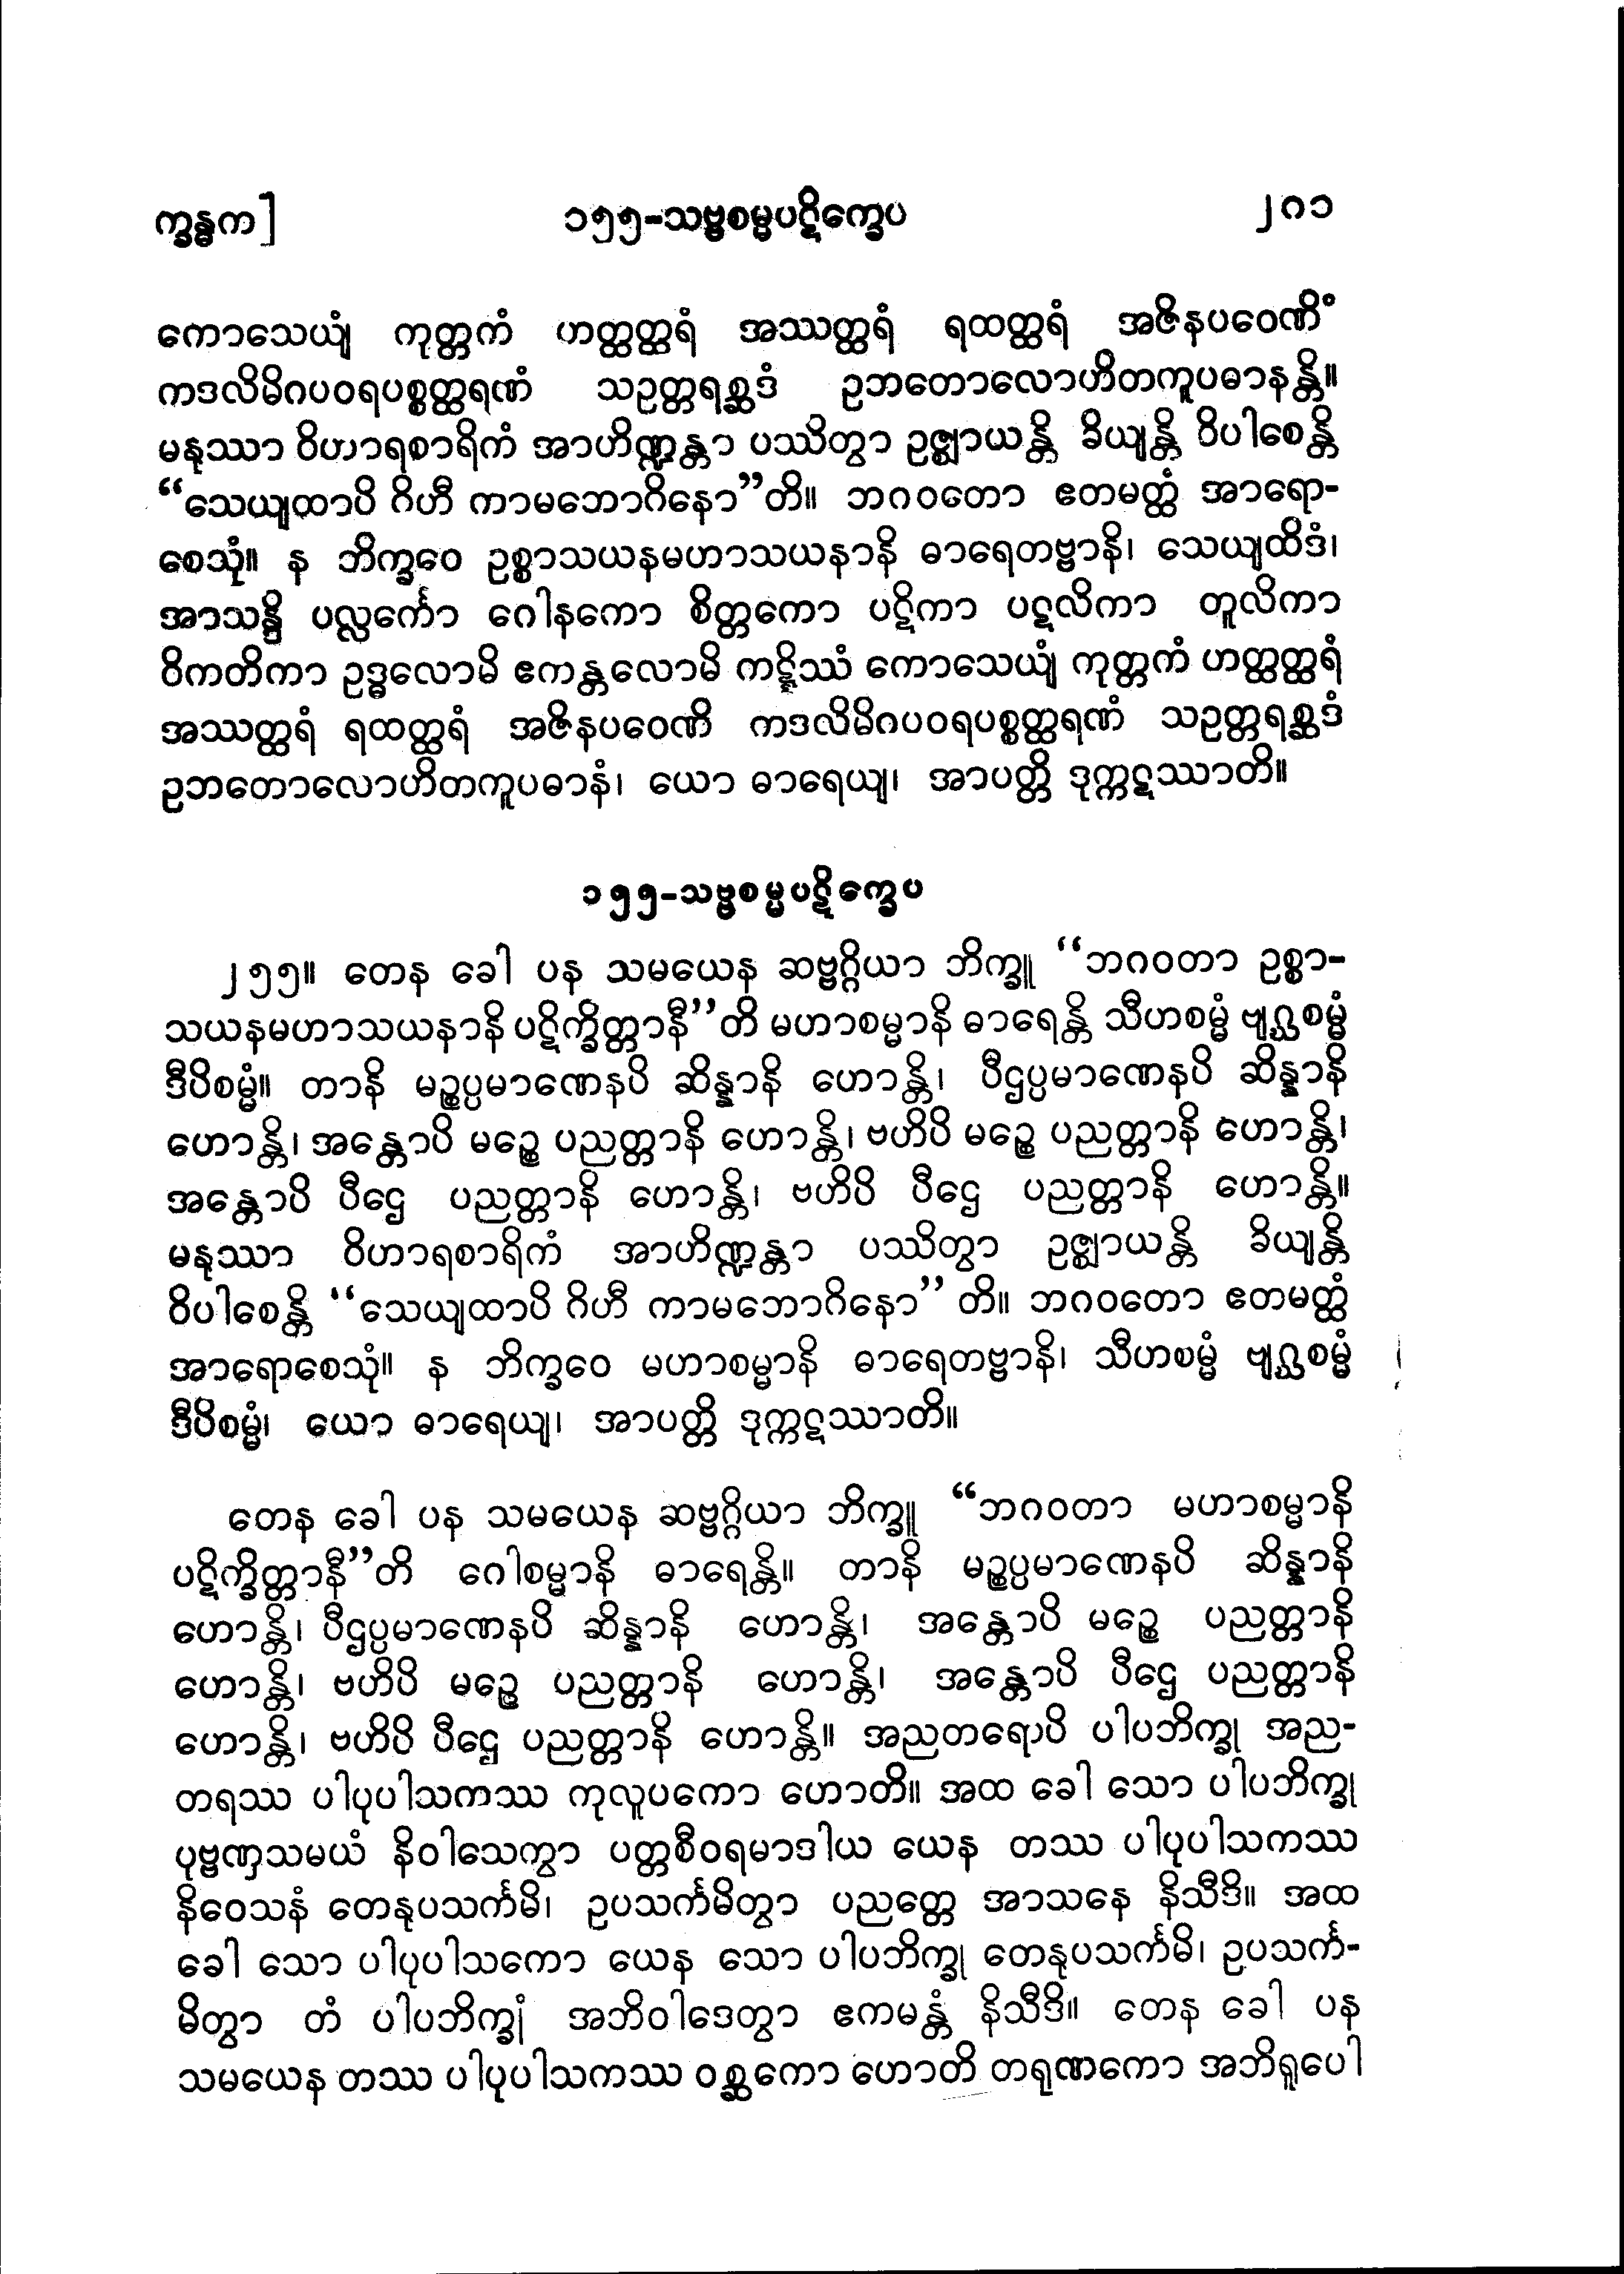 က္ခန္ဓက]
၁၅၅-သဗ္ဗစမ္မပဋိက္ခေပ
၂၈၁
ကောသေယျံ ကုတ္တကံ ဟတ္ထတ္ထရံ အဿတ္ထရံ ရထတ္ထရံ အဇိနပဝေဏိံ
ကဒလိမိဂပဝရပစ္စတ္ထရဏံ သဥတ္တရစ္ဆဒံ ဥဘတောလောဟိတကူပဓာနန္တိ။
မနုဿာ ဝိဟာရစာရိကံ အာဟိဏ္ဍန္တာ ပဿိတွာ ဥဇ္ဈာယန္တိ ခိယျန္တိ ဝိပါစေန္တိ
“သေယျထာပိ ဂိဟီ ကာမဘောဂိနော”တိ။ ဘဂဝတော ဧတမတ္ထံ အာရော-
စေသုံ။ န ဘိက္ခဝေ ဥစ္စာသယနမဟာသယနာနိ ဓာရေတဗ္ဗာနိ၊ သေယျထိဒံ၊
အာသန္ဒိ ပလ္လင်္ကော ဂေါနကော စိတ္တကော ပဋိကာ ပဋလိကာ တူလိကာ
ဝိကတိကာ ဥဒ္ဓလောမိ ဧကန္တလောမိ ကဋ္ဋိဿံ ကောသေယျံ ကုတ္တကံ ဟတ္ထတ္ထရံ
အဿတ္ထရံ ရထတ္ထရံ အဇိနပဝေဏိ ကဒလိမိဂပဝရပစ္စတ္ထရဏံ သဥတ္တရစ္ဆဒံ
ဥဘတောလောဟိတကူပဓာနံ၊ ယော ဓာရေယျ၊ အာပတ္တိ ဒုက္ကဋဿာတိ။
၁၅၅-သဗ္ဗစမ္မပဋိက္ခေပ
၂၅၅။ တေန ခေါ ပန သမယေန ဆဗ္ဗဂ္ဂိယာ ဘိက္ခူ “ဘဂဝတာ ဥစ္စာ-
သယနမဟာသယနာနိ ပဋိက္ခိတ္တာနီ”တိ မဟာစမ္မာနိ ဓာရေန္တိ သီဟစမ္မံ ဗျဂ္ဃစမ္မံ
ဒီပိစမ္မံ။ တာနိ မဉ္စပ္ပမာဏေနပိ ဆိန္နာနိ ဟောန္တိ၊ ပီဌပ္ပမာဏေနပိ ဆိန္နာနိ
ဟောန္တိ၊ အန္တောပိ မဉ္စေ ပညတ္တာနိ ဟောန္တိ၊ ဗဟိပိ မဉ္စေ ပညတ္တာနိ ဟောန္တိ၊
အန္တောပိ ပီဌေ ပညတ္တာနိ ဟောန္တိ၊ ဗဟိပိ ပီဌေ ပညတ္တာနိ ဟောန္တိ။
မနုဿာ ဝိဟာရစာရိကံ အာဟိဏ္ဍန္တာ ပဿိတွာ ဥဇ္ဈာယန္တိ ခိယျန္တိ
ဝိပါစေန္တိ “သေယျထာပိ ဂိဟီ ကာမဘောဂိနော” တိ။ ဘဂဝတော ဧတမတ္ထံ
အာရောစေသုံ။ န ဘိက္ခဝေ မဟာစမ္မာနိ ဓာရေတဗ္ဗာနိ၊ သီဟစမ္မံ ဗျဂ္ဃစမ္မံ
ဒီပိစမ္မံ၊ ယော ဓာရေယျ၊ အာပတ္တိ ဒုက္ကဋဿာတိ။
တေန ခေါ ပန သမယေန ဆဗ္ဗဂ္ဂိယာ ဘိက္ခူ “ဘဂဝတာ မဟာစမ္မာနိ
ပဋိက္ခိတ္တာနီ”တိ ဂေါစမ္မာနိ ဓာရေန္တိ။ တာနိ မဉ္စပ္ပမာဏေနပိ ဆိန္နာနိ
ဟောန္တိ၊ ပီဌပ္ပမာဏေနပိ ဆိန္နာနိ ဟောန္တိ၊ အန္တောပိ မဉ္စေ ပညတ္တာနိ
ဟောန္တိ၊ ဗဟိပိ မဉ္စေ ပညတ္တာနိ ဟောန္တိ၊ အန္တောပိ ပီဌေ ပညတ္တာနိ
ဟောန္တိ၊ ဗဟိပိ ပီဌေ ပညတ္တာနိ ဟောန္တိ။ အညတရောပိ ပါပဘိက္ခု အည-
တရဿ ပါပုပါသကဿ ကုလူပကော ဟောတိ။ အထ ခေါ သော ပါပဘိက္ခု
ပုဗ္ဗဏှသမယံ နိဝါသေတွာ ပတ္တစီဝရမာဒါယ ယေန တဿ ပါပုပါသကဿ
နိဝေသနံ တေနုပသင်္ကမိ၊ ဥပသင်္ကမိတွာ ပညတ္တေ အာသနေ နိသီဒိ။ အထ
ခေါ သော ပါပုပါသကော ယေန သော ပါပဘိက္ခု တေနုပသင်္ကမိ၊ ဥပသင်္က-
မိတွာ တံ ပါပဘိက္ခုံ အဘိဝါဒေတွာ ဧကမန္တံ နိသီဒိ။ တေန ခေါ ပန
သမယေန တဿ ပါပုပါသကဿ ဝစ္ဆကော ဟောတိ တရုဏကော အဘိရူပေါ